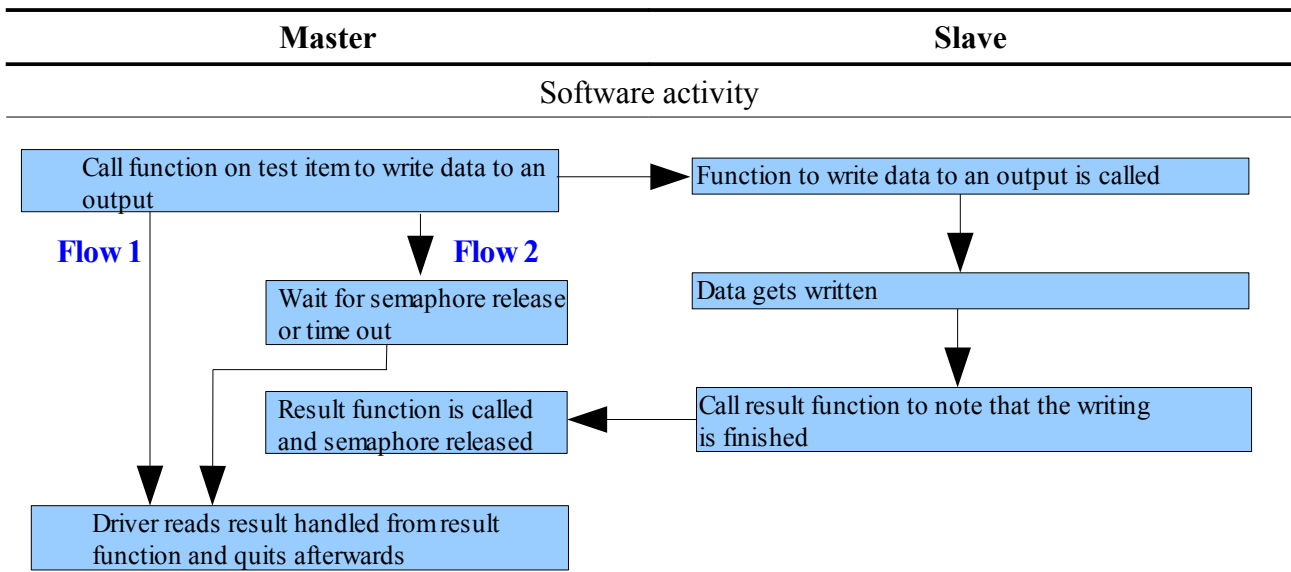 Master
Slave
Software activity
Call function on test item to write data to an
output
Function to write data to an output is called
Flow 1
Flow 2
Wait for semaphore release
or time out
Data gets written
Result function is called
and semaphore released
Call result function to note that the writing
is finished
Driver reads result handled from result
function and quits afterwards